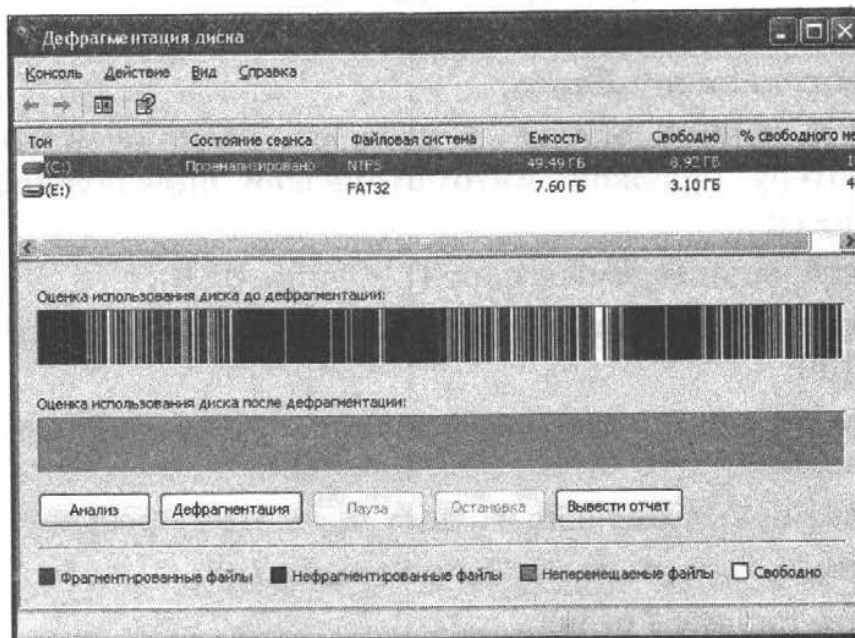 Дефрагментация диска
Консоль Действие Вид Справка
Том Состояние сеанса Файловая система Емкость Свободно % свободного ме
(C:) Проанализировано NTFS 49.49 ГБ 8.92 ГБ 1
(E:) FAT32 7.60 ГБ 3.10 ГБ 4
Оценка использования диска до дефрагментации:
Оценка использования диска после дефрагментации:
Анализ Дефрагментация Пауза Остановка Вывести отчет
Фрагментированные файлы Нефрагментированные файлы Неперемещаемые файлы Свободно